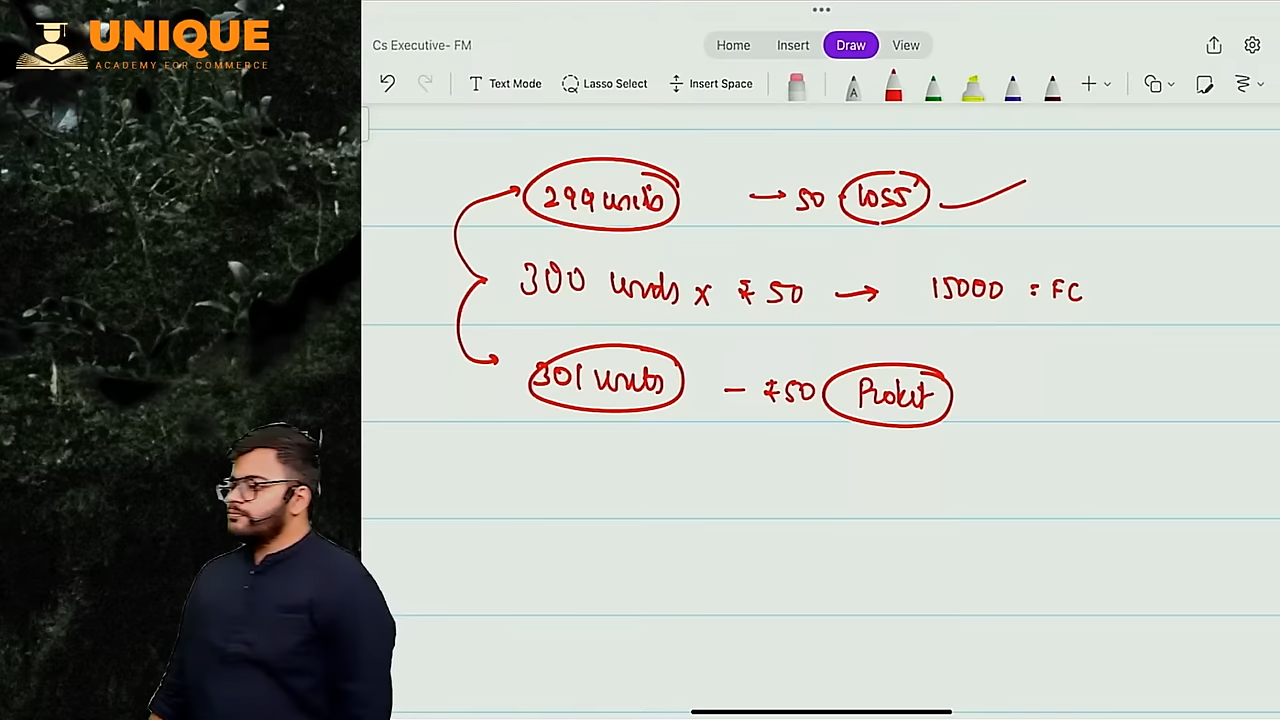 UNIQUE
ACADEMY FOR COMMERCE
Cs Executive- FM
Home Insert Draw View
Text Mode Lasso Select Insert Space
299 units → 50 Loss
300 units x ₹ 50 → 15000 = FC
301 units - ₹50 Profit